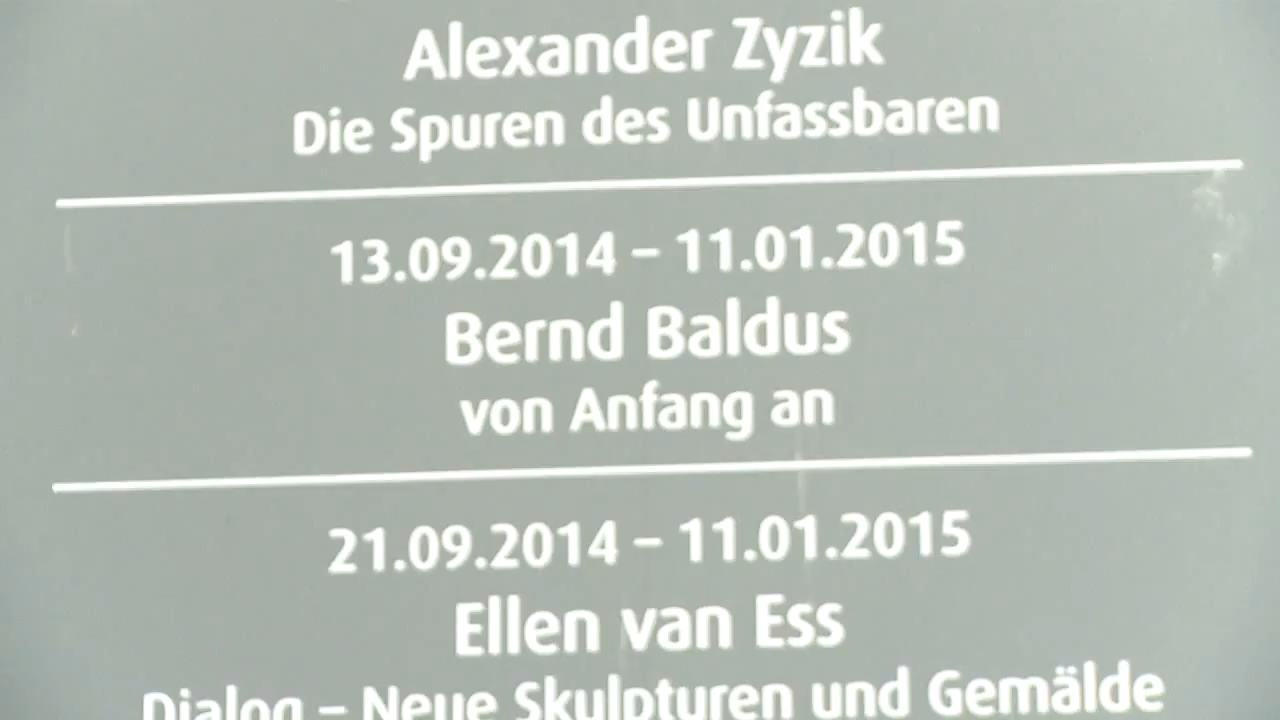 Alexander Zyzik
Die Spuren des Unfassbaren
13.09.2014 – 11.01.2015
Bernd Baldus
von Anfang an
21.09.2014 – 11.01.2015
Ellen van Ess
Dialog – Neue Skulpturen und Gemälde